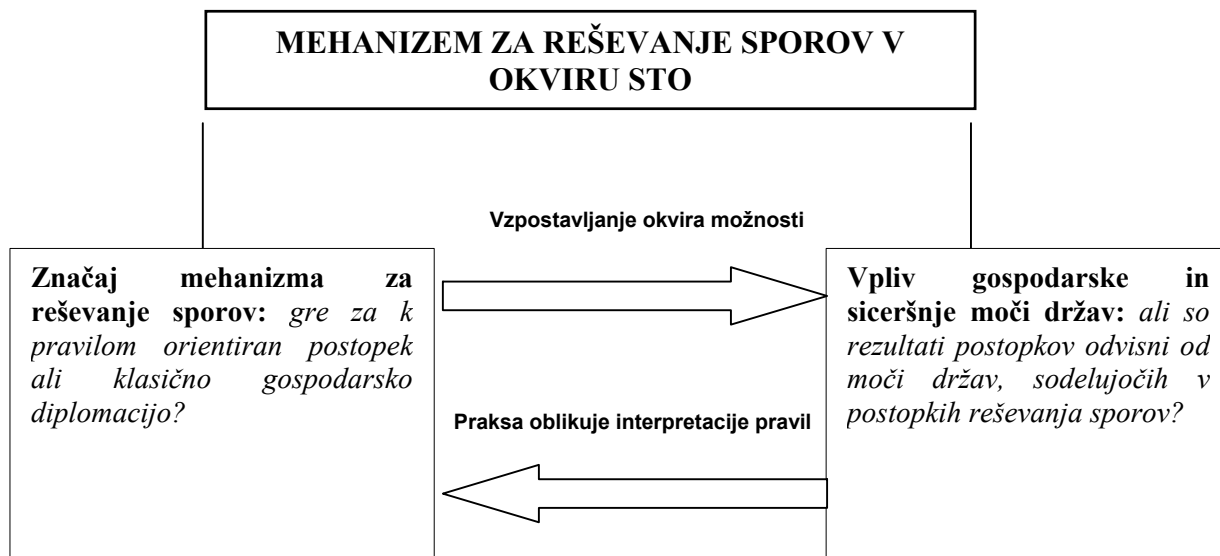 MEHANIZEM ZA REŠEVANJE SPOROV V
OKVIRU STO
Vzpostavljanje okvira možnosti
Značaj mehanizma za
reševanje sporov: gre za k
pravilom orientiran postopek
ali klasično gospodarsko
diplomacijo?
Vpliv gospodarske in
siceršnje moči držav: ali so
rezultati postopkov odvisni od
moči držav, sodelujočih v
postopkih reševanja sporov?
Praksa oblikuje interpretacije pravil